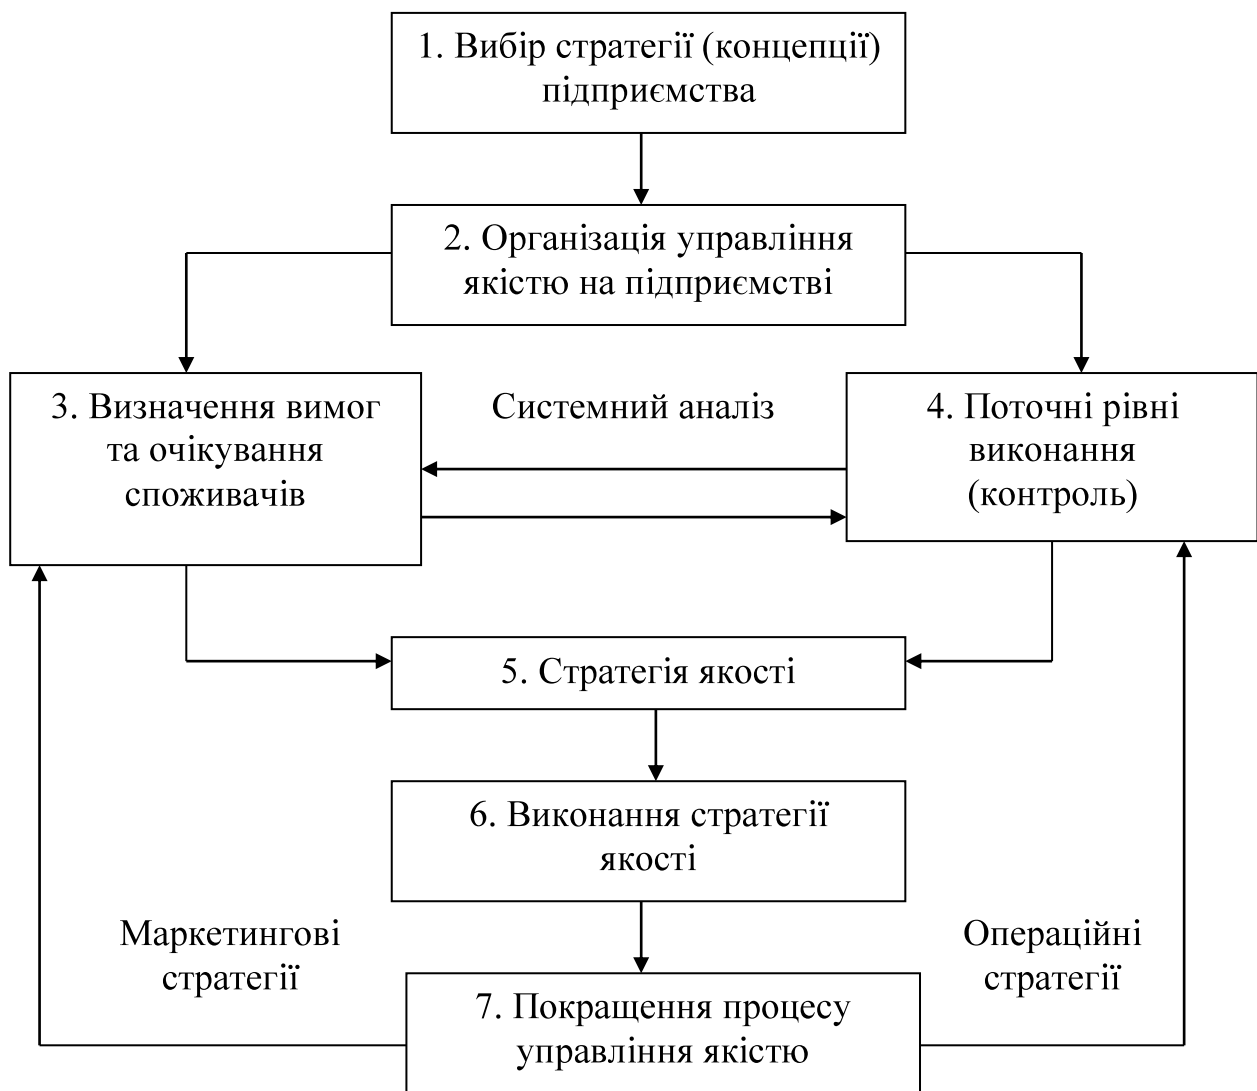 1. Вибір стратегії (концепції)
підприємства
2. Організація управління
якістю на підприємстві
3. Визначення вимог
та очікування
споживачів
Системний аналіз
4. Поточні рівні
виконання
(контроль)
5. Стратегія якості
6. Виконання стратегії
якості
Маркетингові
стратегії
Операційні
стратегії
7. Покращення процесу
управління якістю